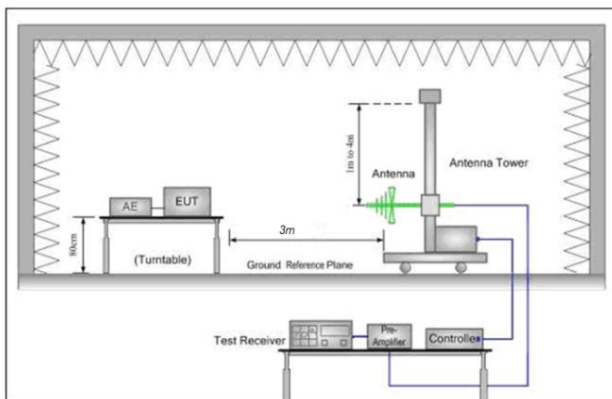 1m to 4m
Antenna
Antenna Tower
AE
EUT
80cm
3m
(Turntable)
Ground Reference Plane
Test Receiver
Pre-
Amplifier
Controller